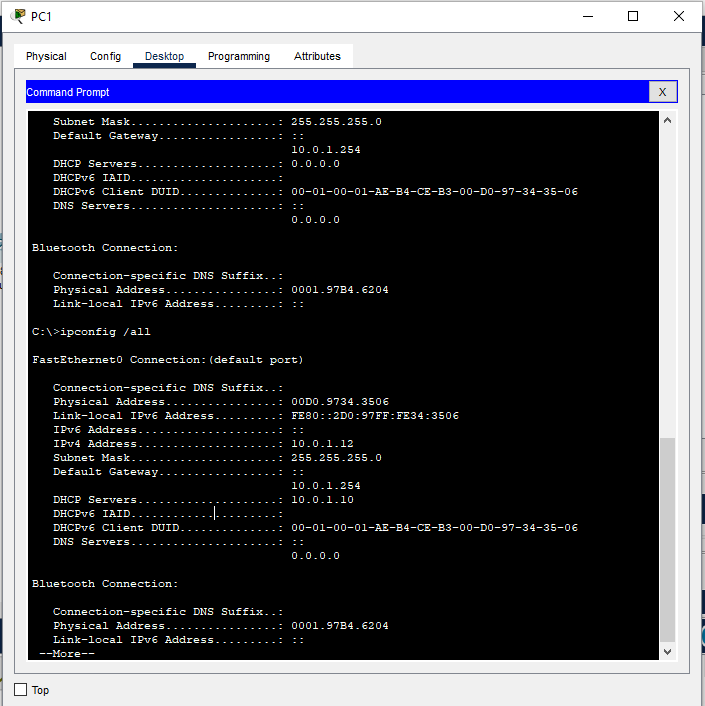 PC1
Physical Config Desktop Programming Attributes
Command Prompt X
Subnet Mask.....................: 255.255.255.0
Default Gateway.................: ::
10.0.1.254
DHCP Servers....................: 0.0.0.0
DHCPv6 IAID.....................:
DHCPv6 Client DUID..............: 00-01-00-01-AE-B4-CE-B3-00-D0-97-34-35-06
DNS Servers.....................: ::
0.0.0.0
Bluetooth Connection:
Connection-specific DNS Suffix..:
Physical Address................: 0001.97B4.6204
Link-local IPv6 Address.........: ::
C:\>ipconfig /all
FastEthernet0 Connection:(default port)
Connection-specific DNS Suffix..:
Physical Address................: 00D0.9734.3506
Link-local IPv6 Address.........: FE80::2D0:97FF:FE34:3506
IPv6 Address....................: ::
IPv4 Address....................: 10.0.1.12
Subnet Mask.....................: 255.255.255.0
Default Gateway.................: ::
10.0.1.254
DHCP Servers....................: 10.0.1.10
DHCPv6 IAID.....................:
DHCPv6 Client DUID..............: 00-01-00-01-AE-B4-CE-B3-00-D0-97-34-35-06
DNS Servers.....................: ::
0.0.0.0
Bluetooth Connection:
Connection-specific DNS Suffix..:
Physical Address................: 0001.97B4.6204
Link-local IPv6 Address.........: ::
--More--
Top